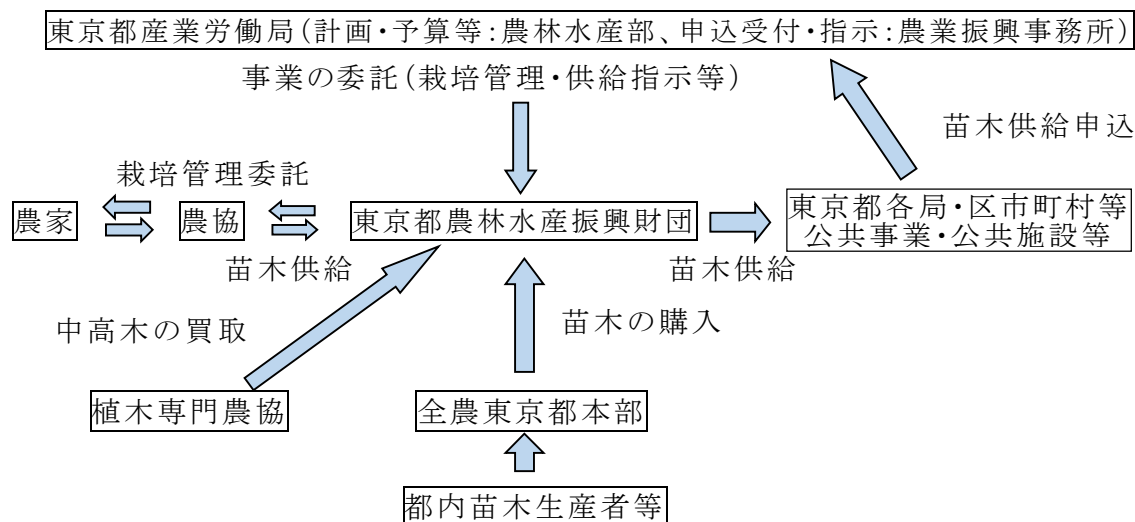 東京都産業労働局(計画・予算等:農林水産部、申込受付・指示:農業振興事務所)
事業の委託(栽培管理・供給指示等)
苗木供給申込
栽培管理委託
農家
農協
東京都農林水産振興財団
東京都各局・区市町村等
公共事業・公共施設等
苗木供給
苗木供給
中高木の買取
苗木の購入
植木専門農協
全農東京都本部
都内苗木生産者等